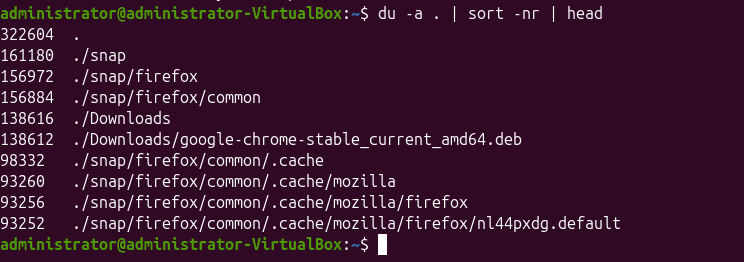 administrator@administrator-VirtualBox:~$ du -a . | sort -nr | head
322604  .
161180  ./snap
156972  ./snap/firefox
156884  ./snap/firefox/common
138616  ./Downloads
138612  ./Downloads/google-chrome-stable_current_amd64.deb
98332   ./snap/firefox/common/.cache
93260   ./snap/firefox/common/.cache/mozilla
93256   ./snap/firefox/common/.cache/mozilla/firefox
93252   ./snap/firefox/common/.cache/mozilla/firefox/nl44pxdg.default
administrator@administrator-VirtualBox:~$